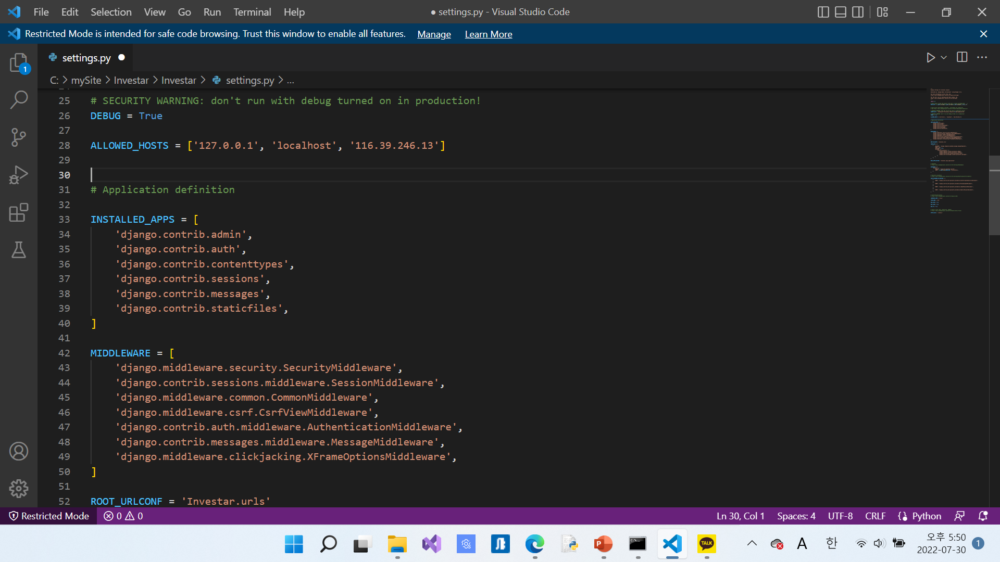 File Edit Selection View Go Run Terminal Help
● settings.py - Visual Studio Code
Restricted Mode is intended for safe code browsing. Trust this window to enable all features. Manage Learn More
1
settings.py
C: > mySite > Investar > Investar > settings.py > ...
25 # SECURITY WARNING: don't run with debug turned on in production!
26 DEBUG = True
27
28 ALLOWED_HOSTS = ['127.0.0.1', 'localhost', '116.39.246.13']
29
30
31 # Application definition
32
33 INSTALLED_APPS = [
34     'django.contrib.admin',
35     'django.contrib.auth',
36     'django.contrib.contenttypes',
37     'django.contrib.sessions',
38     'django.contrib.messages',
39     'django.contrib.staticfiles',
40 ]
41
42 MIDDLEWARE = [
43     'django.middleware.security.SecurityMiddleware',
44     'django.contrib.sessions.middleware.SessionMiddleware',
45     'django.middleware.common.CommonMiddleware',
46     'django.middleware.csrf.CsrfViewMiddleware',
47     'django.contrib.auth.middleware.AuthenticationMiddleware',
48     'django.contrib.messages.middleware.MessageMiddleware',
49     'django.middleware.clickjacking.XFrameOptionsMiddleware',
50 ]
51
52 ROOT_URLCONF = 'Investar.urls'
Restricted Mode 0 0 Ln 30, Col 1 Spaces: 4 UTF-8 CRLF Python
TALK
A 한
오후 5:50
2022-07-30
1